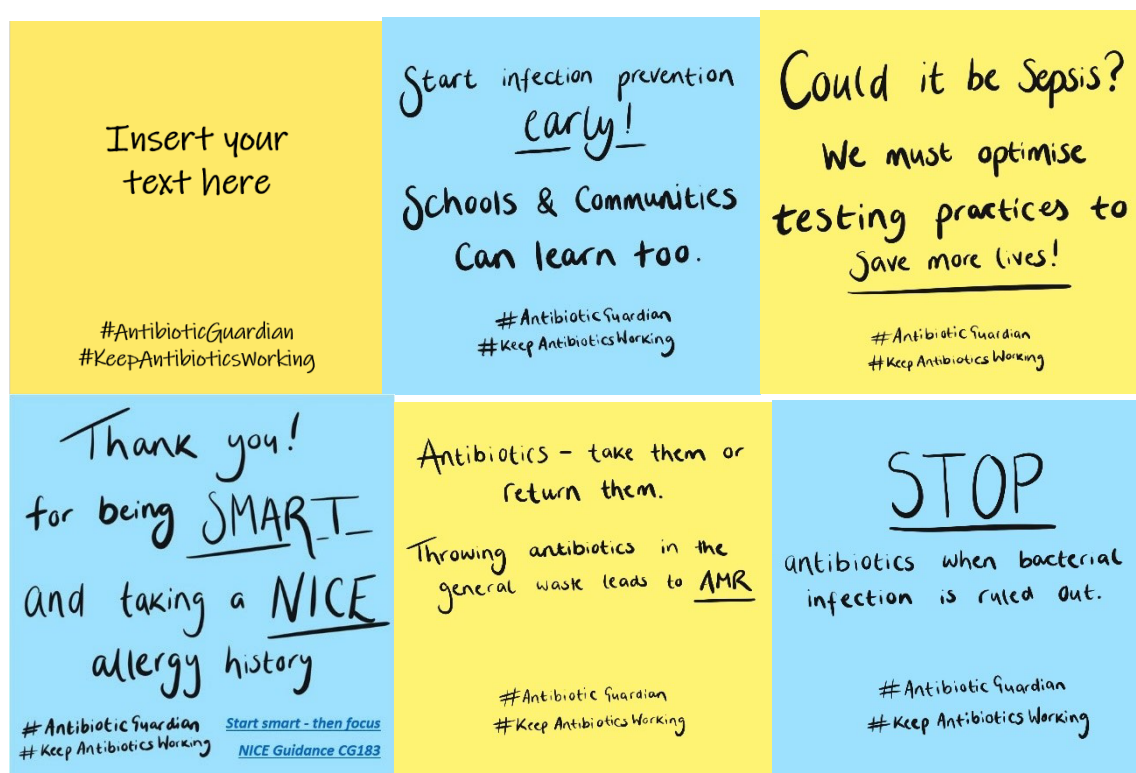 Insert your
text here
#AntibioticGuardian
#KeepAntibioticsWorking
Start infection prevention
early!
Schools & Communities
Can learn too.
#AntibioticGuardian
#KeepAntibioticsWorking
Could it be Sepsis?
We must optimise
testing practices to
save more lives!
#AntibioticGuardian
#KeepAntibioticsWorking
Thank you!
for being SMART
and taking a NICE
allergy history
#AntibioticGuardian
#KeepAntibioticsWorking
Start smart - then focus
NICE Guidance CG183
Antibiotics - take them or
return them.
Throwing antibiotics in the
general waste leads to AMR
#AntibioticGuardian
#KeepAntibioticsWorking
STOP
antibiotics when bacterial
infection is ruled out.
#AntibioticGuardian
#KeepAntibioticsWorking